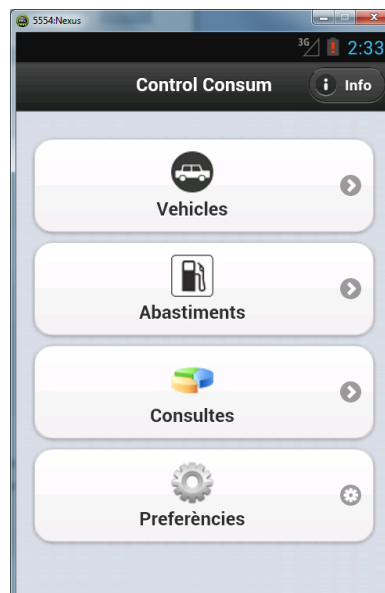 5554:Nexus
3G 2:33
Control Consum
i Info
Vehicles
Abastiments
Consultes
Preferències